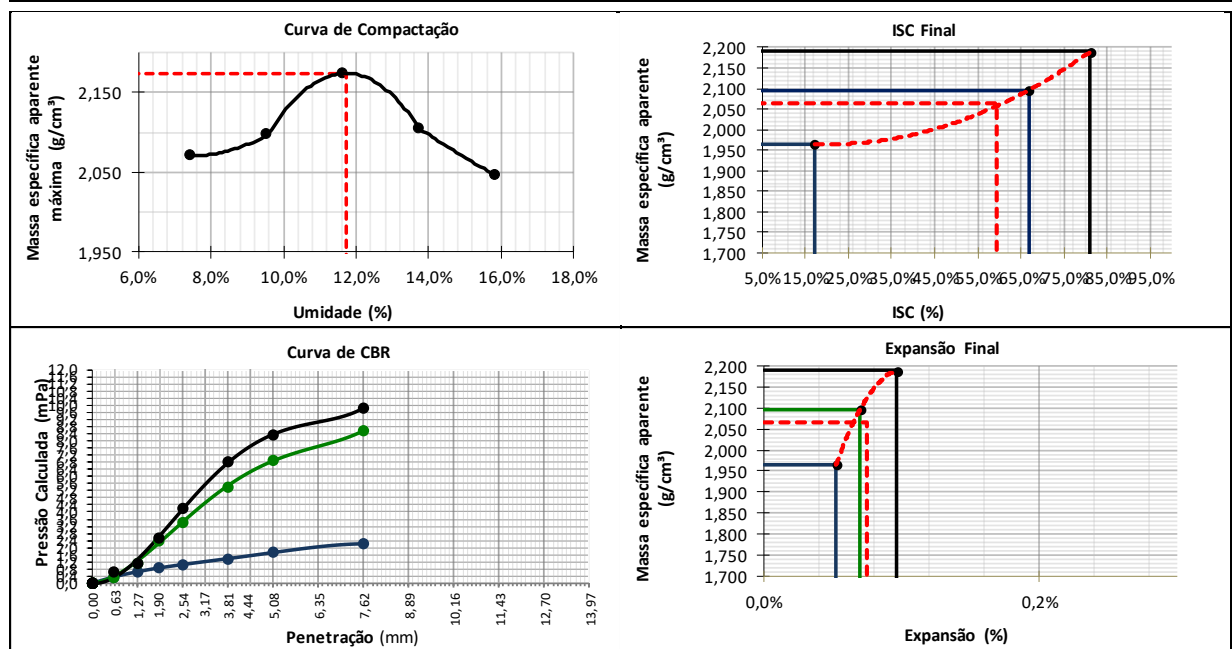 Curva de Compactação
Massa específica aparente
máxima (g/cm³)
2,150
2,050
1,950
6,0% 8,0% 10,0% 12,0% 14,0% 16,0% 18,0%
Umidade (%)
ISC Final
Massa específica aparente
(g/cm³)
2,200
2,150
2,100
2,050
2,000
1,950
1,900
1,850
1,800
1,750
1,700
5,0% 15,0% 25,0% 35,0% 45,0% 55,0% 65,0% 75,0% 85,0% 95,0%
ISC (%)
Curva de CBR
Pressão Calculada (mPa)
12,0
0,0
0,00 0,63 1,27 1,90 2,54 3,17 3,81 4,44 5,08 6,35 7,62 8,89 10,16 11,43 12,70 13,97
Penetração (mm)
Expansão Final
Massa específica aparente
(g/cm³)
2,200
2,150
2,100
2,050
2,000
1,950
1,900
1,850
1,800
1,750
1,700
0,0% 0,2%
Expansão (%)